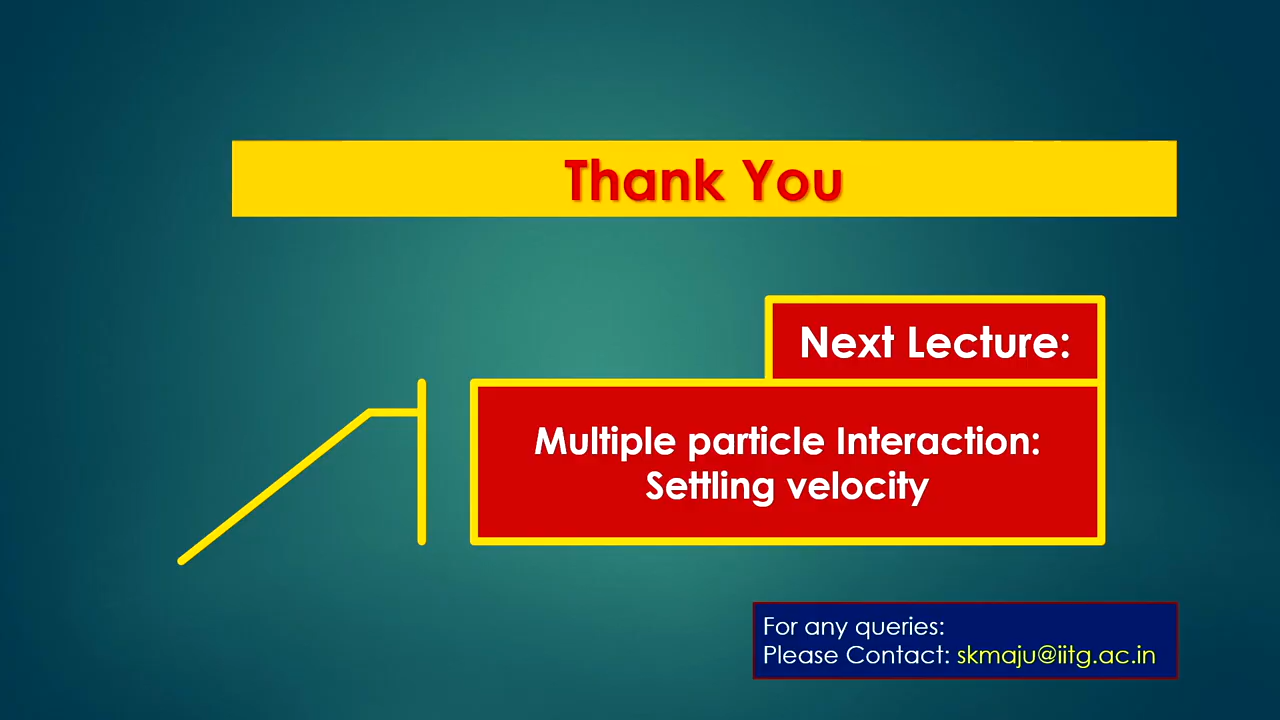 Thank You
Next Lecture:
Multiple particle Interaction:
Settling velocity
For any queries:
Please Contact: skmaju@iitg.ac.in